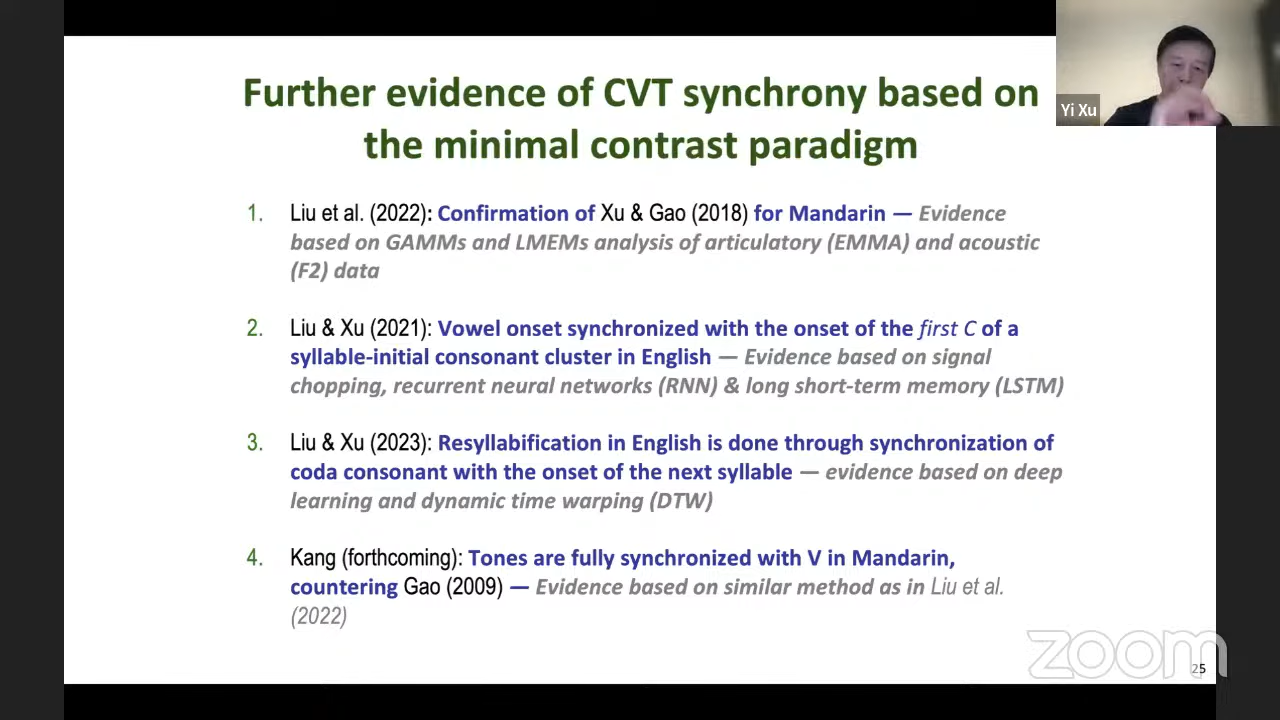 Further evidence of CVT synchrony based on
the minimal contrast paradigm
Yi Xu
1. Liu et al. (2022): Confirmation of Xu & Gao (2018) for Mandarin — Evidence
based on GAMMs and LMEMs analysis of articulatory (EMMA) and acoustic
(F2) data
2. Liu & Xu (2021): Vowel onset synchronized with the onset of the first C of a
syllable-initial consonant cluster in English — Evidence based on signal
chopping, recurrent neural networks (RNN) & long short-term memory (LSTM)
3. Liu & Xu (2023): Resyllabification in English is done through synchronization of
coda consonant with the onset of the next syllable — evidence based on deep
learning and dynamic time warping (DTW)
4. Kang (forthcoming): Tones are fully synchronized with V in Mandarin,
countering Gao (2009) — Evidence based on similar method as in Liu et al.
(2022)
zoom
25